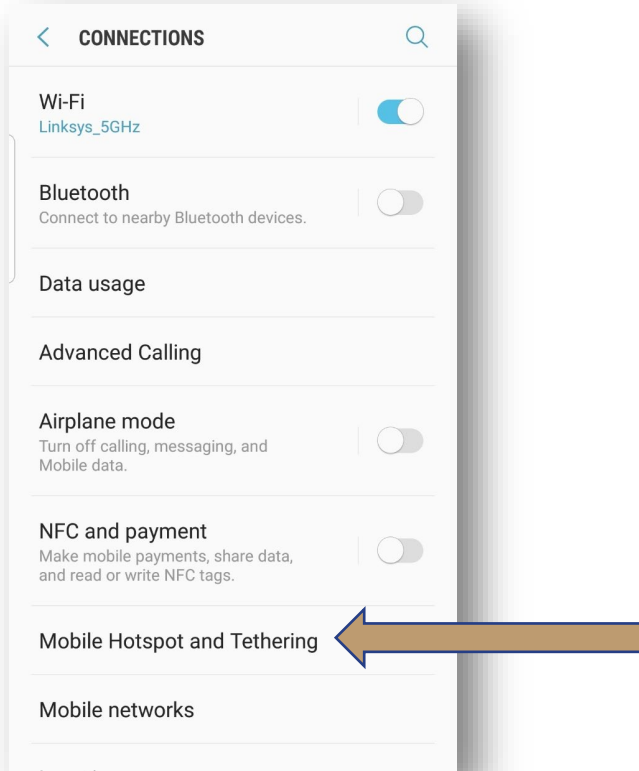 CONNECTIONS
Wi-Fi
Linksys_5GHz
Bluetooth
Connect to nearby Bluetooth devices.
Data usage
Advanced Calling
Airplane mode
Turn off calling, messaging, and
Mobile data.
NFC and payment
Make mobile payments, share data,
and read or write NFC tags.
Mobile Hotspot and Tethering
Mobile networks